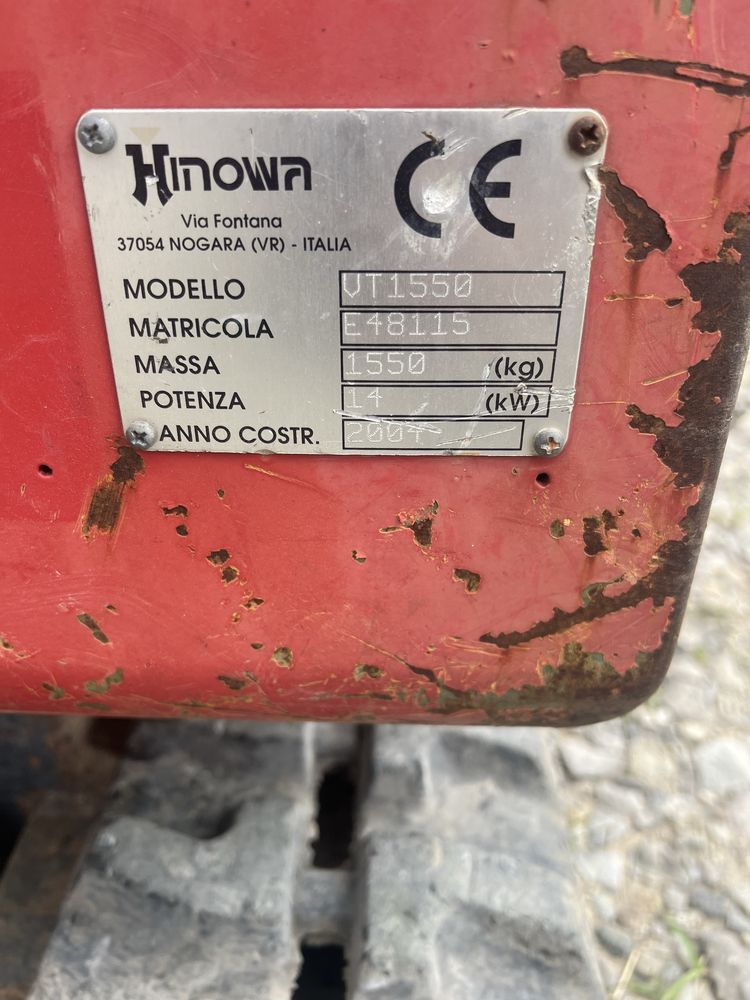 HINOWA CE
Via Fontana
37054 NOGARA (VR) - ITALIA
MODELLO VT1550
MATRICOLA E48115
MASSA 1550 (kg)
POTENZA 14 (kW)
ANNO COSTR. 2004